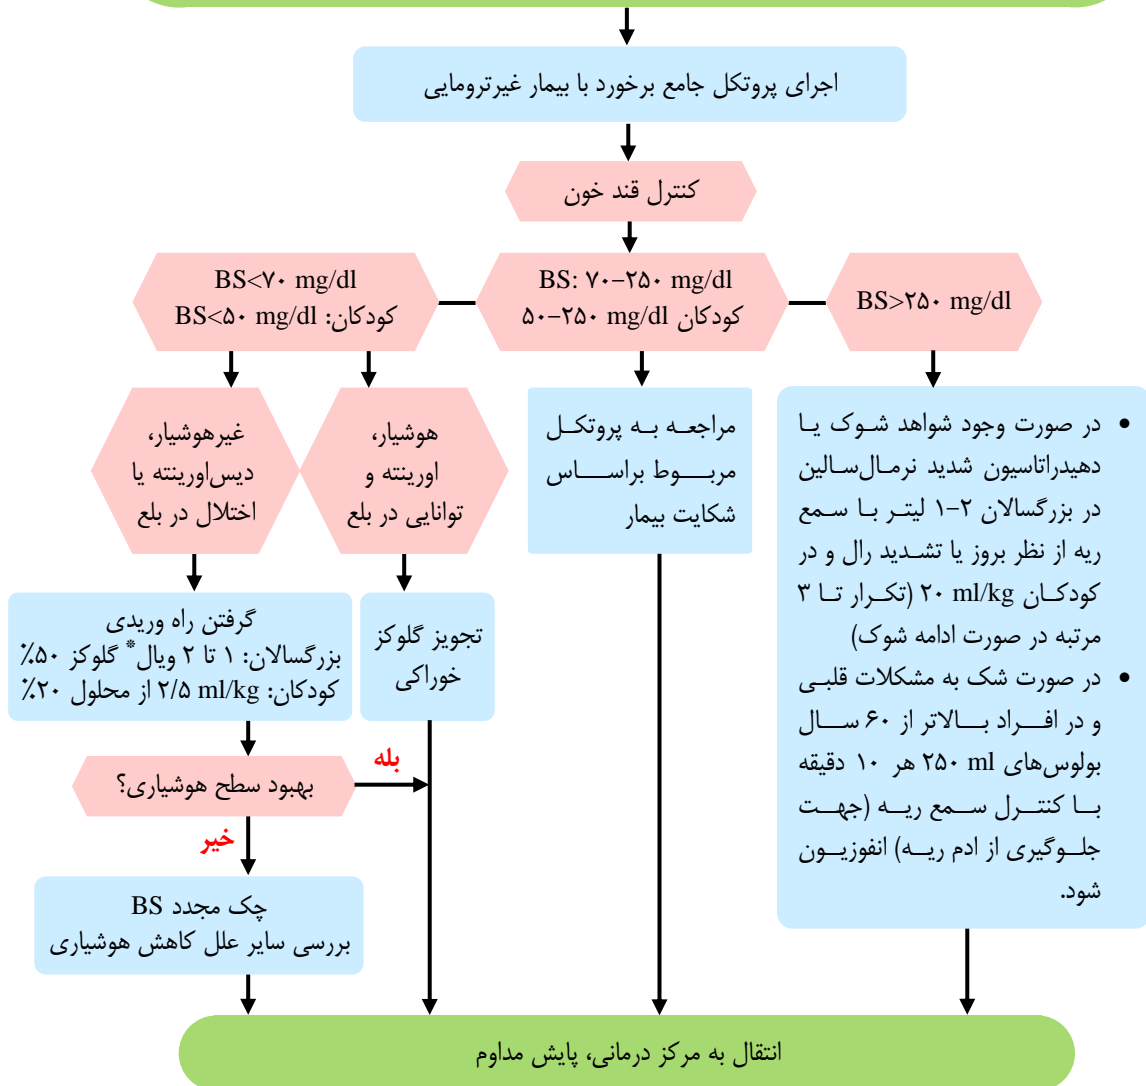 اجرای پروتکل جامع برخورد با بیمار غیرترومایی
کنترل قند خون
BS>۲۵۰ mg/dl
BS: ۷۰–۲۵۰ mg/dl
کودکان ۵۰–۲۵۰ mg/dl
BS<۷۰ mg/dl
کودکان: BS<۵۰ mg/dl
• در صورت وجود شواهد شوک یا
دهیدراتاسیون شدید نرمال‌سالین
در بزرگسالان ۲–۱ لیتر با سمع
ریه از نظر بروز یا تشدید رال و در
کودکان ۲۰ ml/kg (تکرار تا ۳
مرتبه در صورت ادامه شوک)
• در صورت شک به مشکلات قلبی
و در افراد بالاتر از ۶۰ سال
بولوس‌های ۲۵۰ ml هر ۱۰ دقیقه
با کنترل سمع ریه (جهت
جلوگیری از ادم ریه) انفوزیون
شود.
مراجعه به پروتکل
مربوط براساس
شکایت بیمار
هوشیار،
اورینته و
توانایی در بلع
غیرهوشیار،
دیس‌اورینته یا
اختلال در بلع
تجویز گلوکز
خوراکی
گرفتن راه وریدی
بزرگسالان: ۱ تا ۲ ویال* گلوکز ۵۰٪
کودکان: ۲/۵ ml/kg از محلول ۲۰٪
بهبود سطح هوشیاری؟
بله
خیر
چک مجدد BS
بررسی سایر علل کاهش هوشیاری
انتقال به مرکز درمانی، پایش مداوم